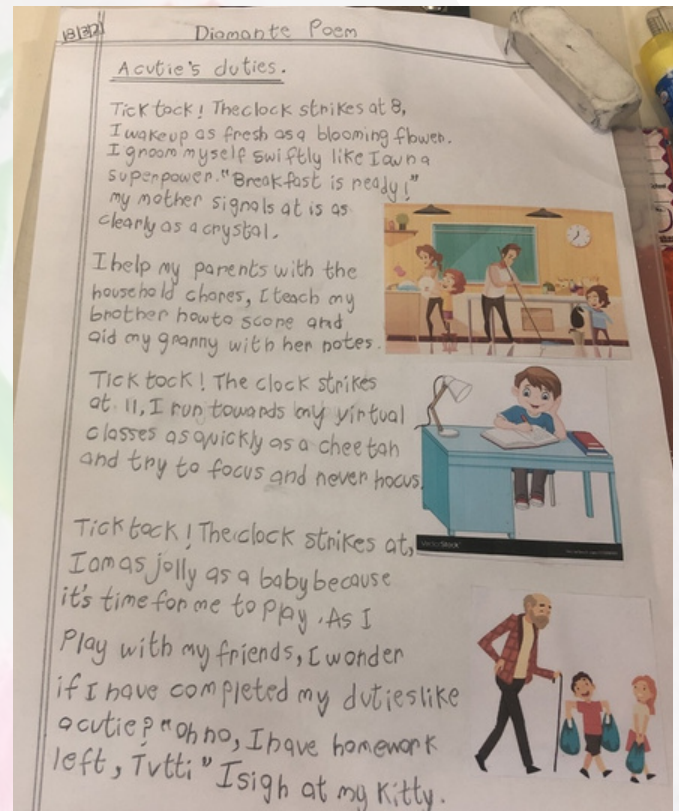 18/3/21
Diamante Poem
A cutie's duties.
Tick tock! The clock strikes at 8,
I wake up as fresh as a blooming flower.
I groom myself swiftly like I own a
superpower. "Breakfast is ready!"
my mother signals at is as
clearly as a crystal.
I help my parents with the
household chores, I teach my
brother how to score and
aid my granny with her notes.
Tick tock! The clock strikes
at 11, I run towards my virtual
classes as quickly as a cheetah
and try to focus and never hocus.
Tick tock! The clock strikes at,
I am as jolly as a baby because
it's time for me to play. As I
Play with my friends, I wonder
if I have completed my duties like
a cutie? "Oh no, I have homework
left, Tutti" I sigh at my Kitty.
VectorStock